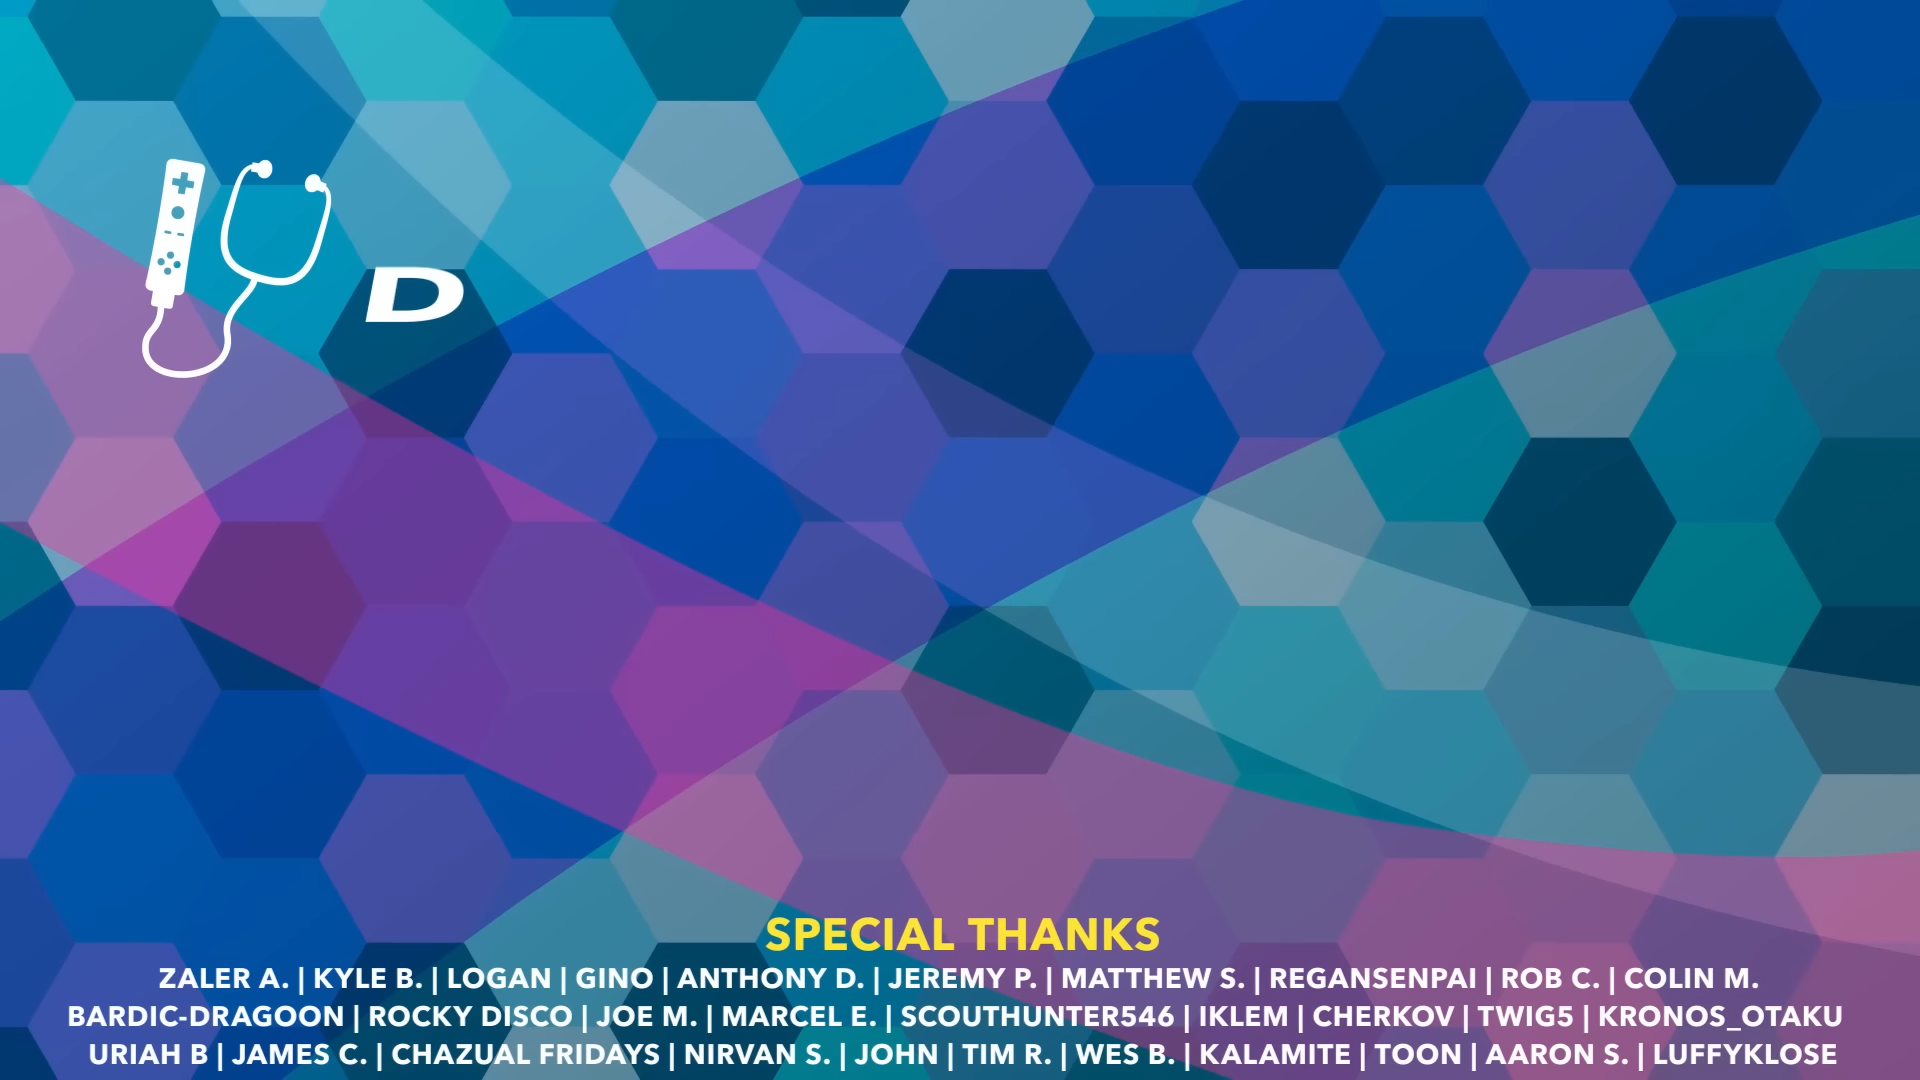 D
SPECIAL THANKS
ZALER A. | KYLE B. | LOGAN | GINO | ANTHONY D. | JEREMY P. | MATTHEW S. | REGANSENPAI | ROB C. | COLIN M.
BARDIC-DRAGOON | ROCKY DISCO | JOE M. | MARCEL E. | SCOUTHUNTER546 | IKLEM | CHERKOV | TWIG5 | KRONOS_OTAKU
URIAH B | JAMES C. | CHAZUAL FRIDAYS | NIRVAN S. | JOHN | TIM R. | WES B. | KALAMITE | TOON | AARON S. | LUFFYKLOSE